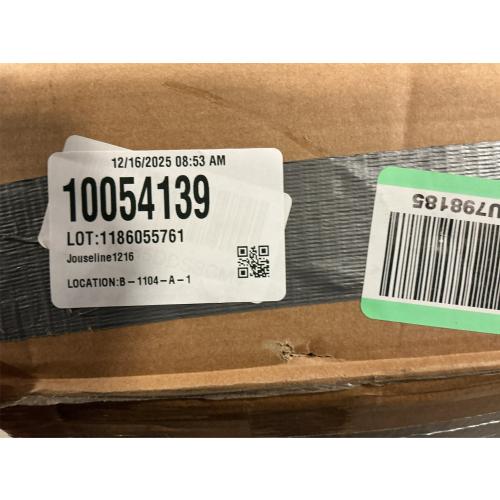 12/16/2025 08:53 AM
10054139
LOT:1186055761
Jouseline1216
LOCATION:B-1104-A-1
U798185